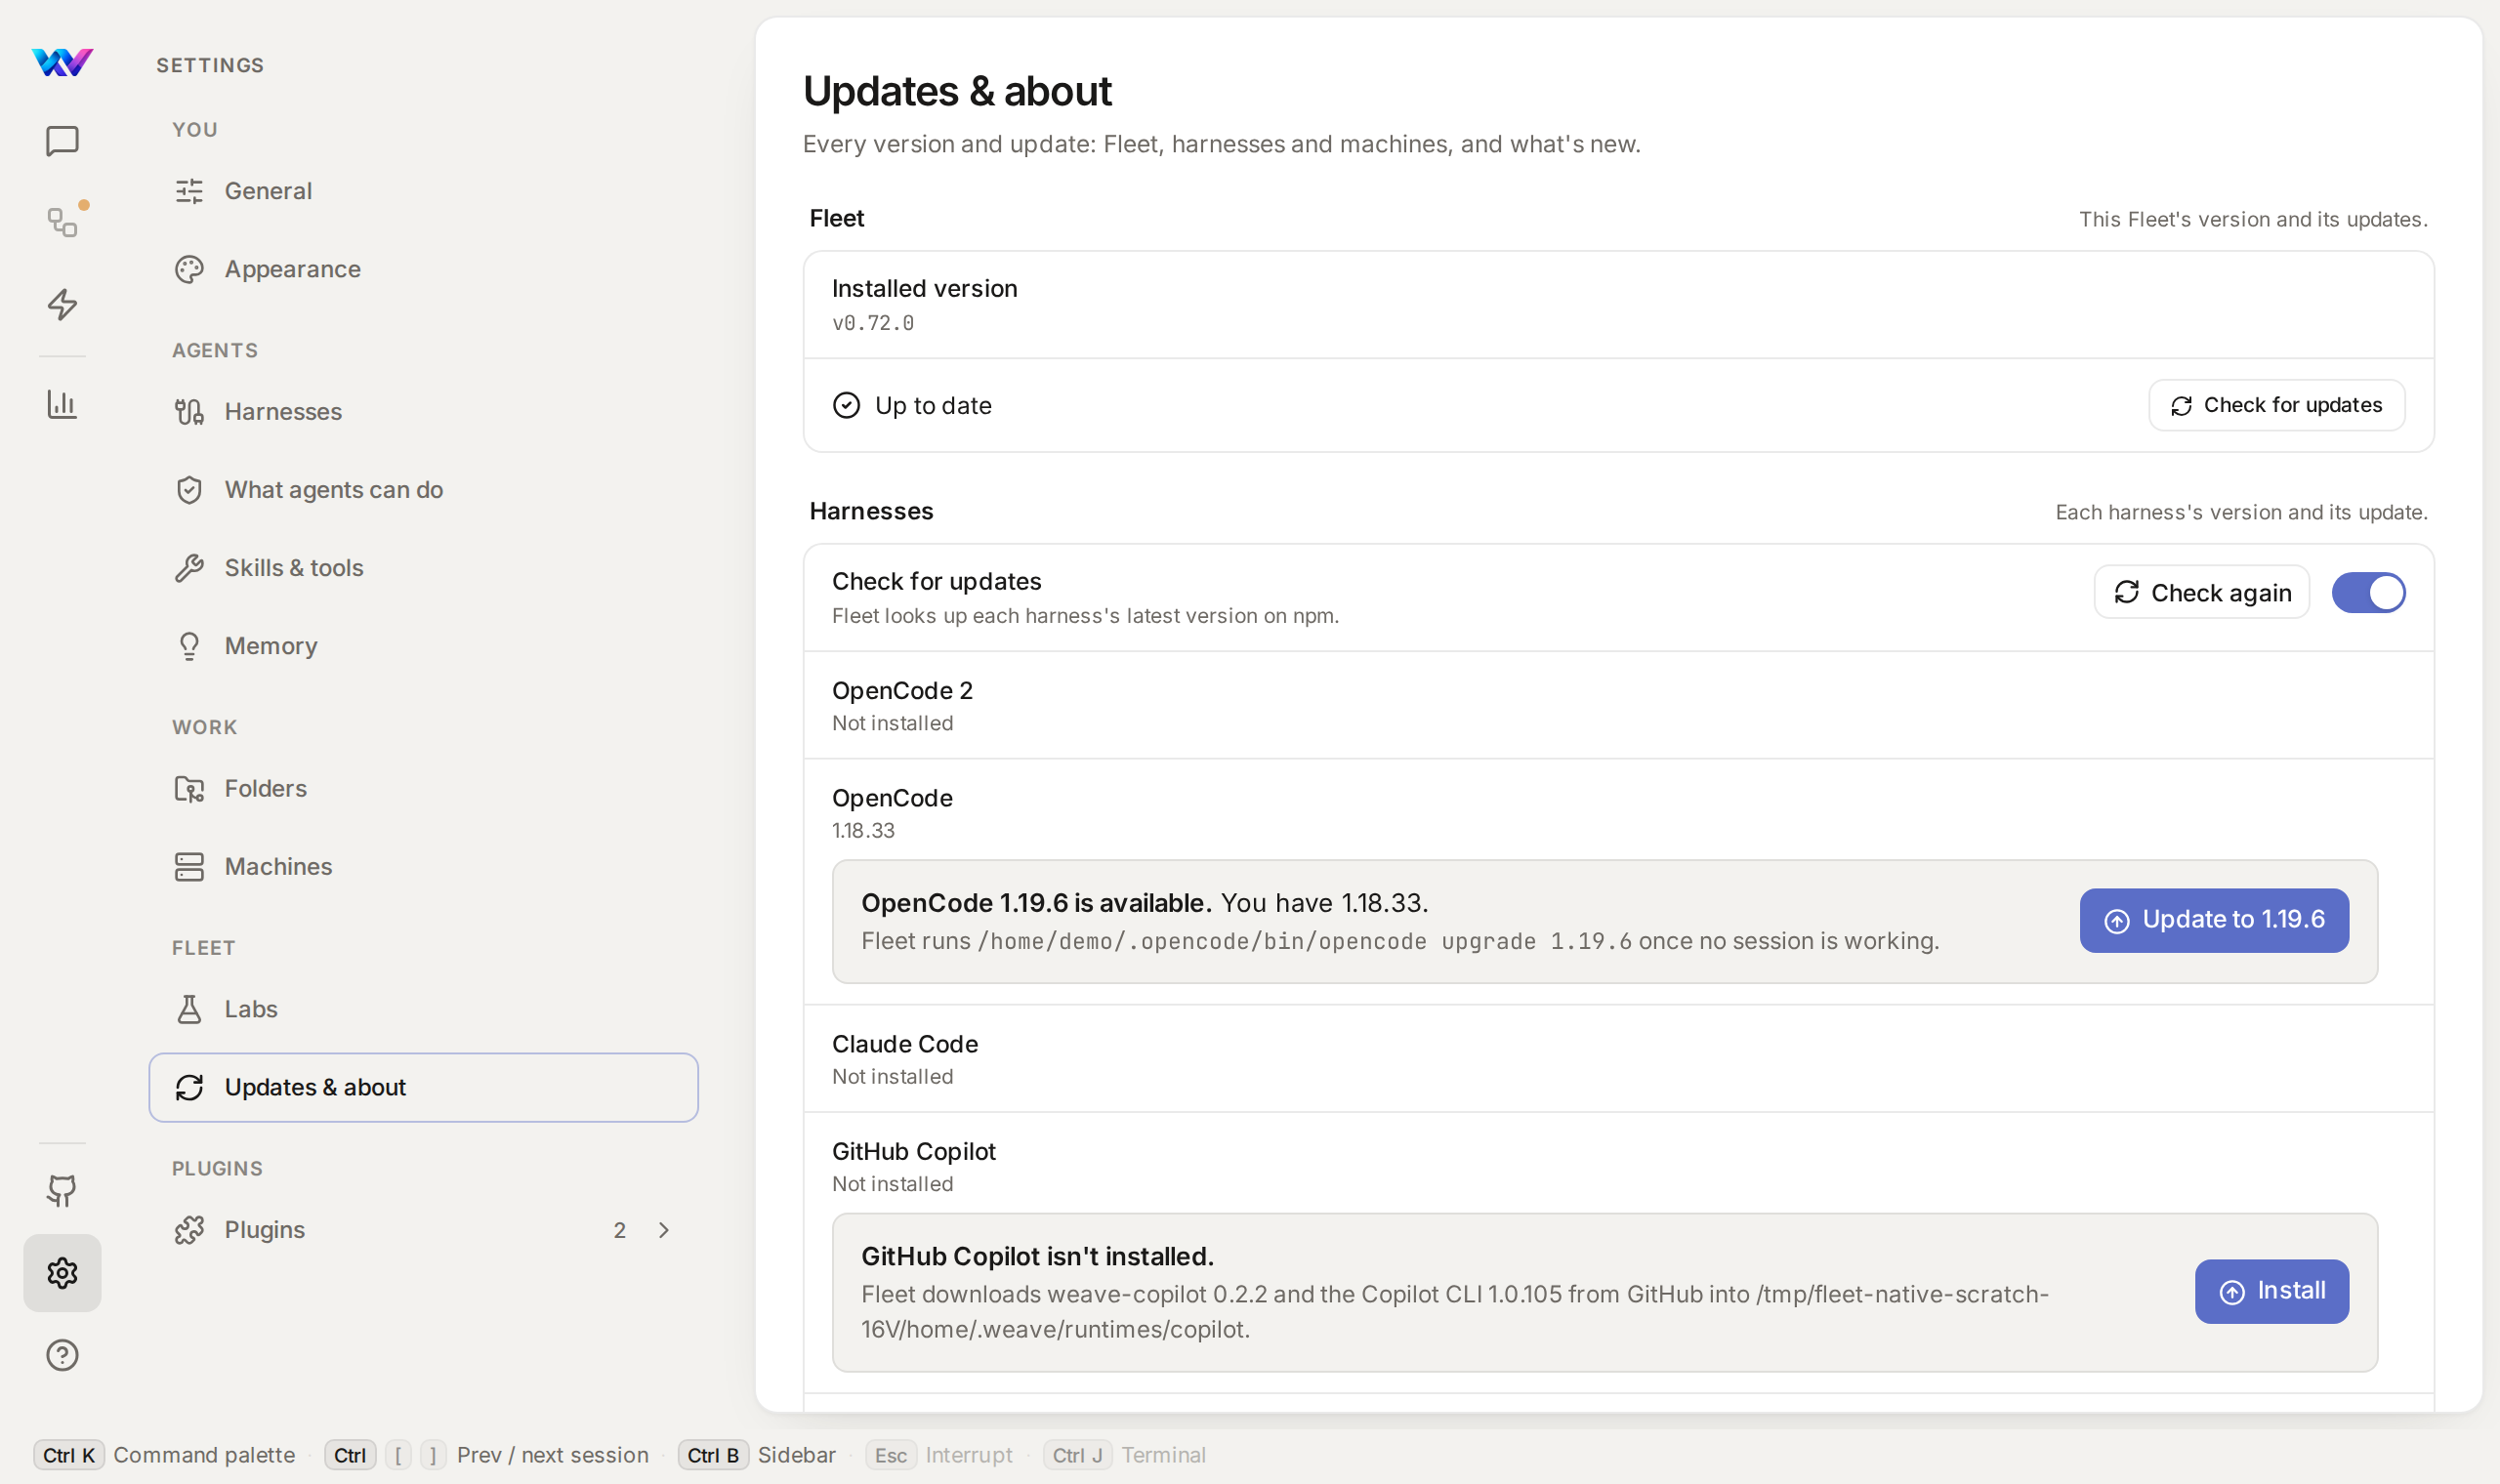 SETTINGS
YOU
General
Appearance
AGENTS
Harnesses
What agents can do
Skills & tools
Memory
WORK
Folders
Machines
FLEET
Labs
Updates & about
PLUGINS
Plugins 2
Updates & about
Every version and update: Fleet, harnesses and machines, and what's new.
Fleet This Fleet's version and its updates.
Installed version
v0.72.0
Up to date Check for updates
Harnesses Each harness's version and its update.
Check for updates
Fleet looks up each harness's latest version on npm.
Check again
OpenCode 2
Not installed
OpenCode
1.18.33
OpenCode 1.19.6 is available. You have 1.18.33.
Fleet runs /home/demo/.opencode/bin/opencode upgrade 1.19.6 once no session is working.
Update to 1.19.6
Claude Code
Not installed
GitHub Copilot
Not installed
GitHub Copilot isn't installed.
Fleet downloads weave-copilot 0.2.2 and the Copilot CLI 1.0.105 from GitHub into /tmp/fleet-native-scratch-
16V/home/.weave/runtimes/copilot.
Install
Ctrl K Command palette · Ctrl [ ] Prev / next session · Ctrl B Sidebar · Esc Interrupt · Ctrl J Terminal